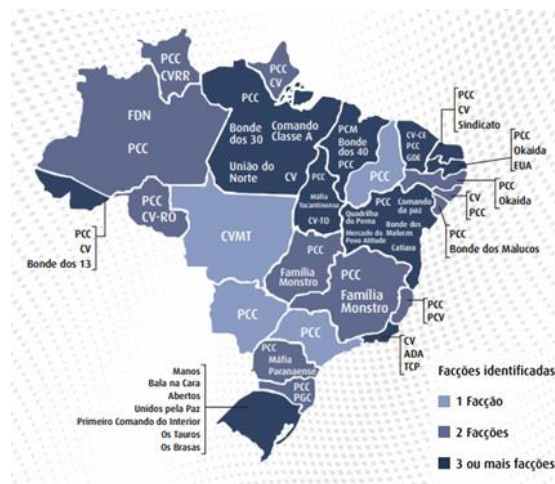 PCC
CVRR
PCC
CV
FDN
PCC
PCC
Bonde
dos 30
Comando
Classe A
União do
Norte
CV
PCM
Bonde
dos 40
PCC
PCC
CV-CE
PCC
GDE
PCC
CV
Sindicato
PCC
Okaida
EUA
PCC
Okaida
CV
PCC
PCC
Bonde dos Malucos
PCC
Máfia
Tocantinense
CV-TO
PCC
Comando
da paz
Quadrilha
do Perna
Mercado do
Povo Atitude
Bonde dos
Malucos
Catiara
PCC
CV-RO
PCC
CV
Bonde dos 13
CVMT
PCC
Família
Monstro
PCC
Família
Monstro
PCC
PCV
PCC
PCC
CV
ADA
TCP
PCC
Máfia
Paranaense
PCC
PGC
Manos
Bala na Cara
Abertos
Unidos pela Paz
Primeiro Comando do Interior
Os Tauros
Os Brasas
Facções identificadas
1 Facção
2 Facções
3 ou mais facções